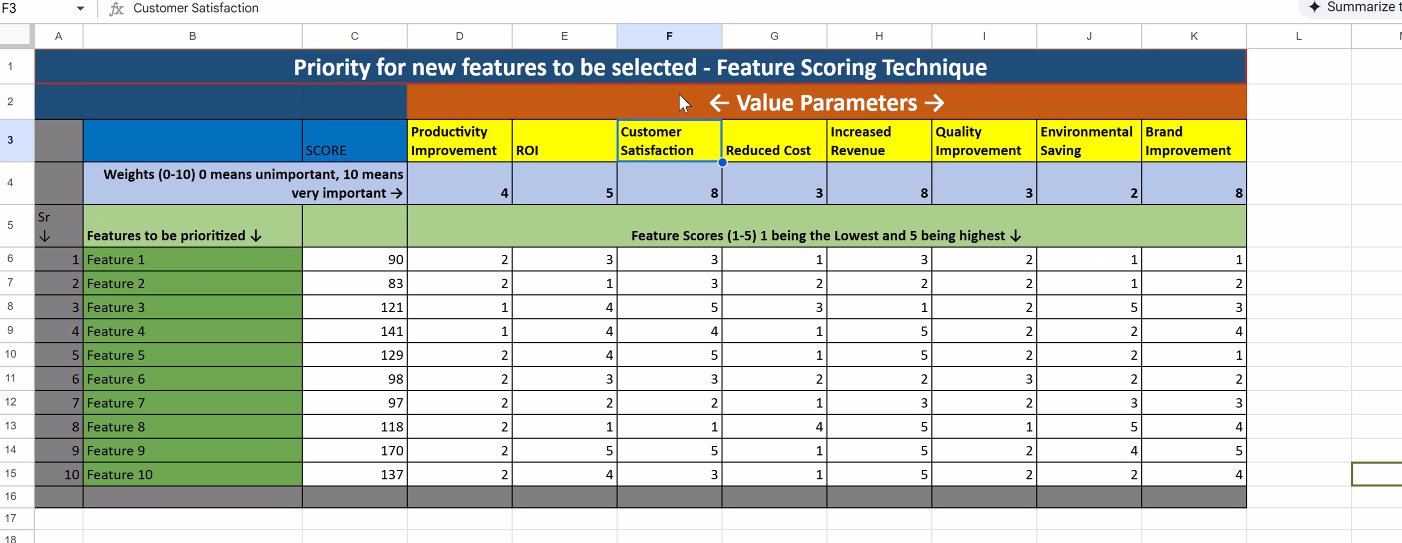 F3 fx Customer Satisfaction Summarize t
A B C D E F G H I J K L
1 Priority for new features to be selected - Feature Scoring Technique
2 ← Value Parameters →
Productivity Customer Increased Quality Environmental Brand
3 SCORE Improvement ROI Satisfaction Reduced Cost Revenue Improvement Saving Improvement
Weights (0-10) 0 means unimportant, 10 means
4 very important → 4 5 8 3 8 3 2 8
Sr
5 ↓ Features to be prioritized ↓ Feature Scores (1-5) 1 being the Lowest and 5 being highest ↓
6 1 Feature 1 90 2 3 3 1 3 2 1 1
7 2 Feature 2 83 2 1 3 2 2 2 1 2
8 3 Feature 3 121 1 4 5 3 1 2 5 3
9 4 Feature 4 141 1 4 4 1 5 2 2 4
10 5 Feature 5 129 2 4 5 1 5 2 2 1
11 6 Feature 6 98 2 3 3 2 2 3 2 2
12 7 Feature 7 97 2 2 2 1 3 2 3 3
13 8 Feature 8 118 2 1 1 4 5 1 5 4
14 9 Feature 9 170 2 5 5 1 5 2 4 5
15 10 Feature 10 137 2 4 3 1 5 2 2 4
16
17
18